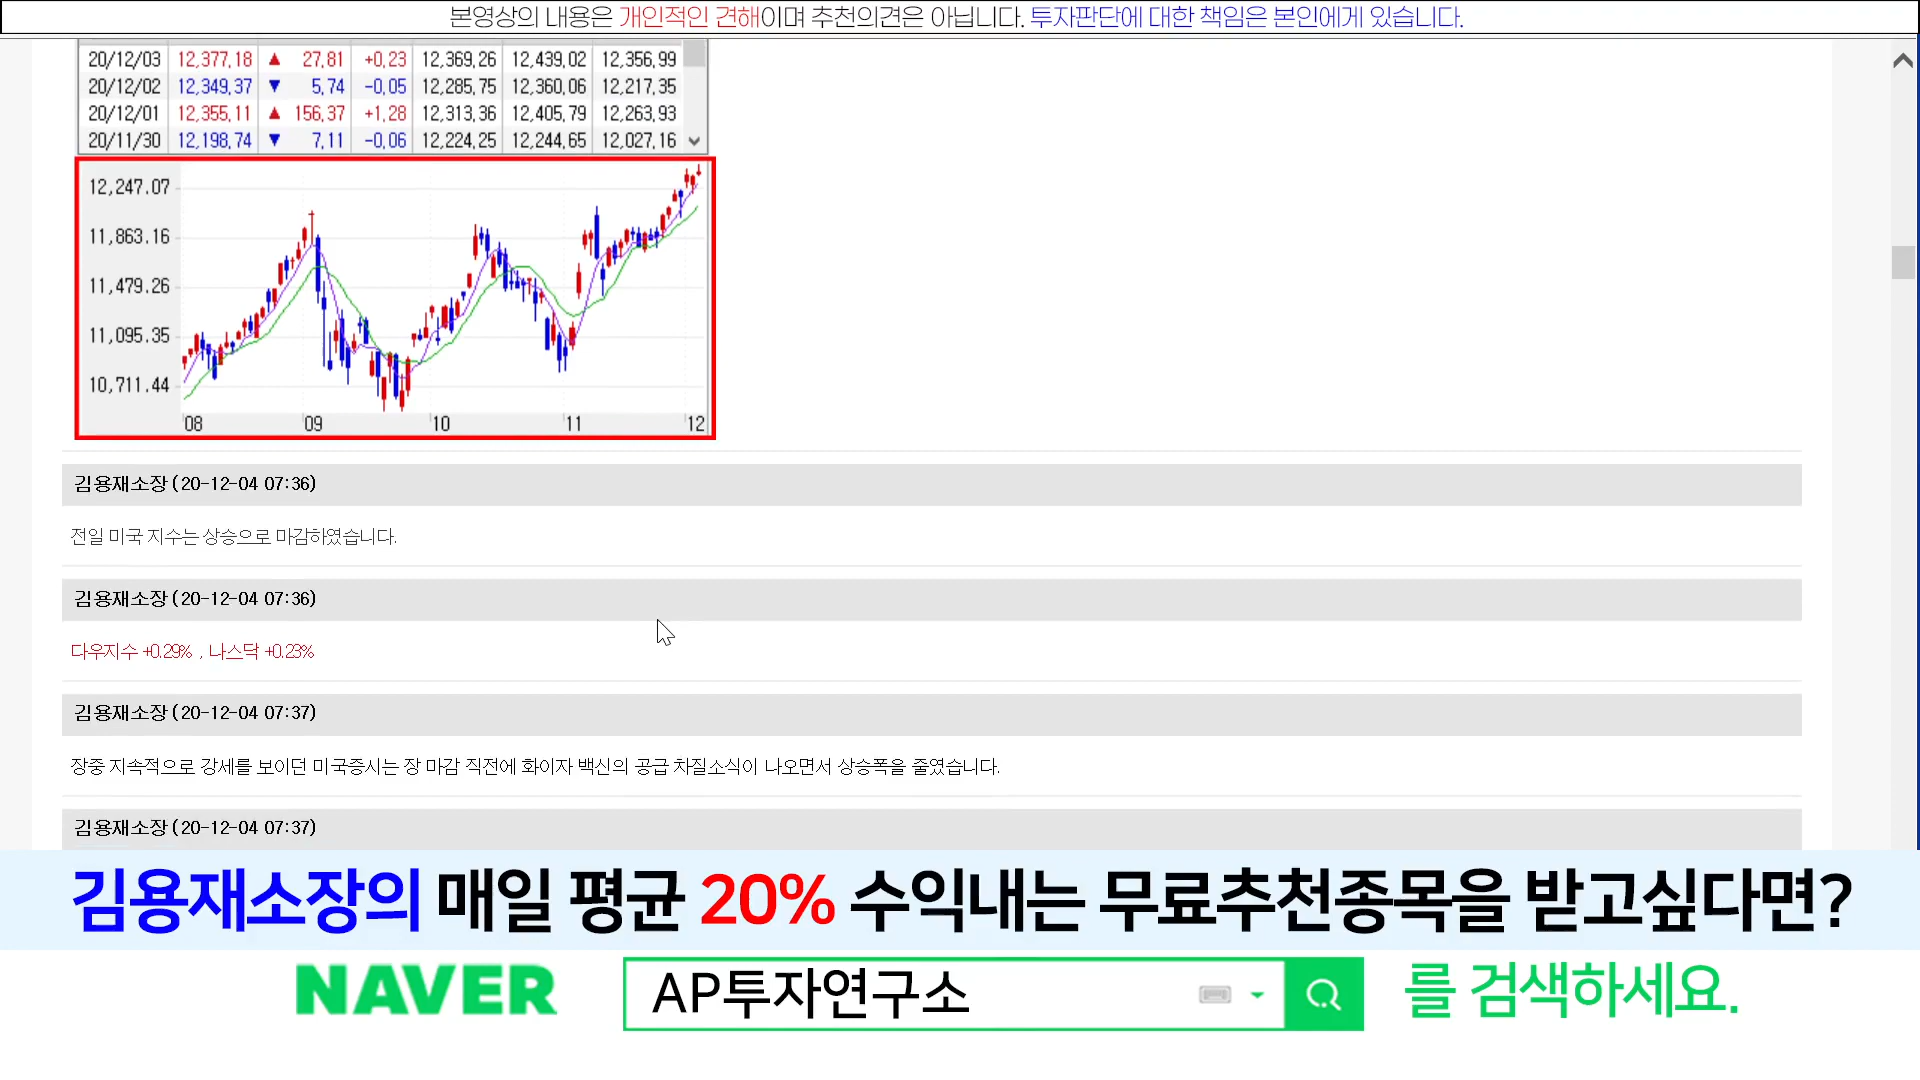 본영상의 내용은 개인적인 견해이며 추천의견은 아닙니다. 투자판단에 대한 책임은 본인에게 있습니다.
20/12/03 12,377,18 ▲ 27,81 +0,23 12,369,26 12,439,02 12,356,99
20/12/02 12,349,37 ▼ 5,74 -0,05 12,285,75 12,360,06 12,217,35
20/12/01 12,355,11 ▲ 156,37 +1,28 12,313,36 12,405,79 12,263,93
20/11/30 12,198,74 ▼ 7,11 -0,06 12,224,25 12,244,65 12,027,16
12,247.07
11,863.16
11,479.26
11,095.35
10,711.44
08 09 10 11 12
김용재소장 (20-12-04 07:36)
전일 미국 지수는 상승으로 마감하였습니다.
김용재소장 (20-12-04 07:36)
다우지수 +0.29% , 나스닥 +0.23%
김용재소장 (20-12-04 07:37)
장중 지속적으로 강세를 보이던 미국증시는 장 마감 직전에 화이자 백신의 공급 차질소식이 나오면서 상승폭을 줄였습니다.
김용재소장 (20-12-04 07:37)
김용재소장의 매일 평균 20% 수익내는 무료추천종목을 받고싶다면?
NAVER AP투자연구소 를 검색하세요.